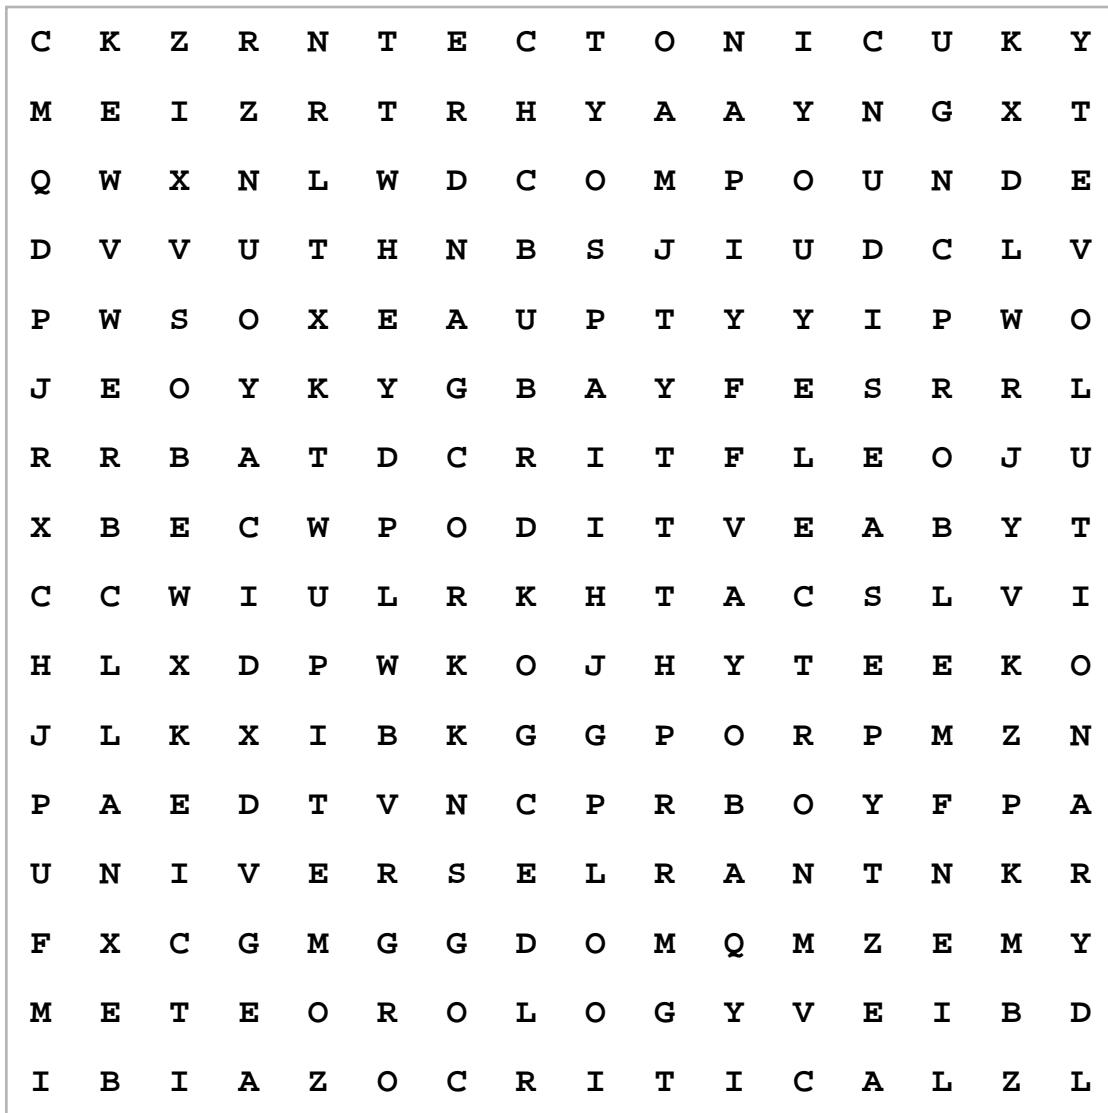 C K Z R N T E C T O N I C U K Y
M E I Z R T R H Y A A Y N G X T
Q W X N L W D C O M P O U N D E
D V V U T H N B S J I U D C L V
P W S O X E A U P T Y Y I P W O
J E O Y K Y G B A Y F E S R R L
R R B A T D C R I T F L E O J U
X B E C W P O D I T V E A B Y T
C C W I U L R K H T A C S L V I
H L X D P W K O J H Y T E E K O
J L K X I B K G G P O R P M Z N
P A E D T V N C P R B O Y F P A
U N I V E R S E L R A N T N K R
F X C G M G G D O M Q M Z E M Y
M E T E O R O L O G Y V E I B D
I B I A Z O C R I T I C A L Z L